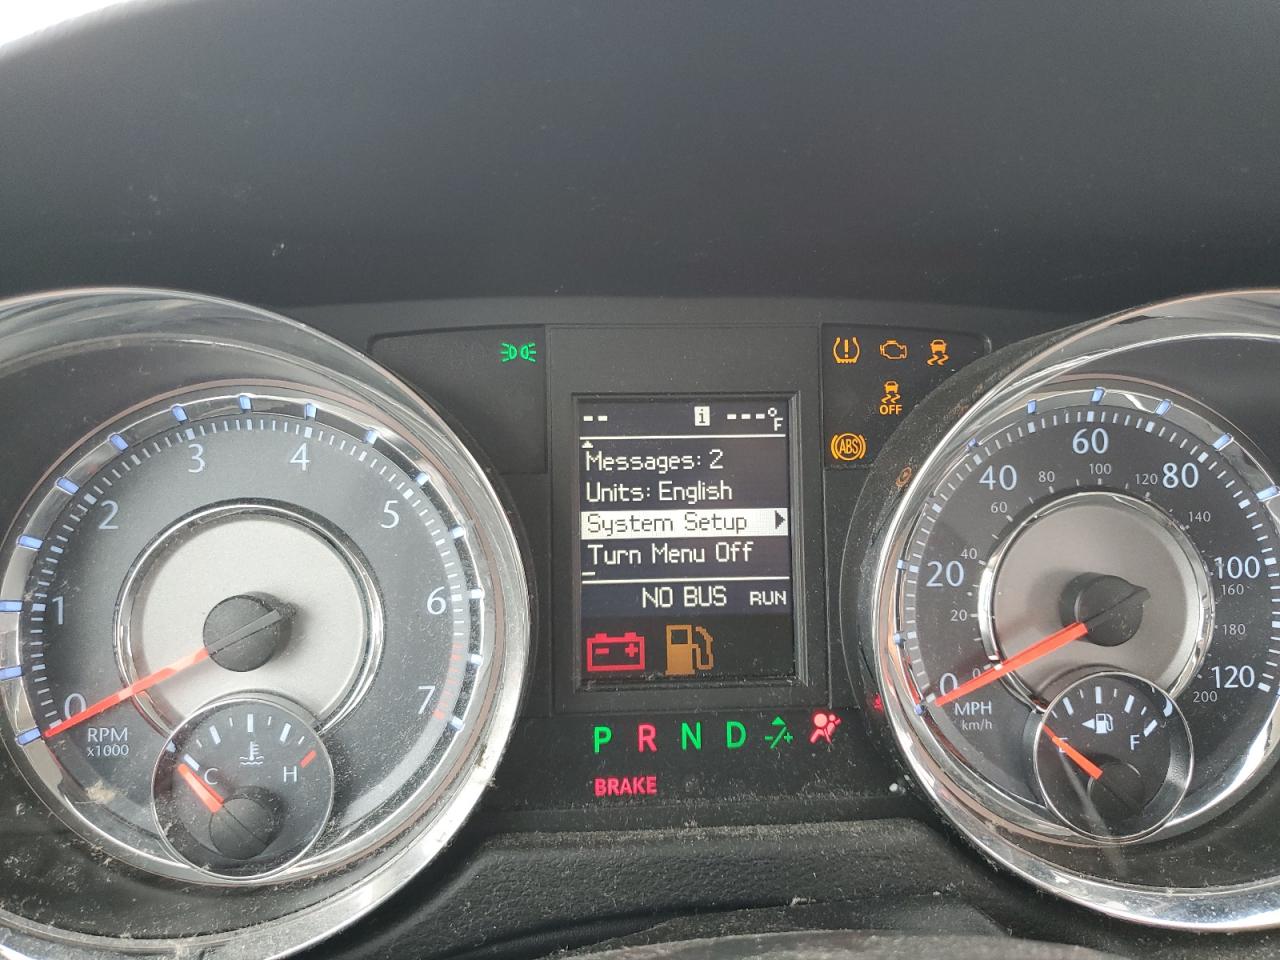 -- i ---°F
Messages: 2
Units: English
System Setup
Turn Menu Off
NO BUS RUN
OFF
ABS
P R N D -/+
BRAKE
0 1 2 3 4 5 6 7
RPM
x1000
C H
0 20 40 60 80 100 120
0 20 40 60 80 100 120 140 160 180 200
MPH
km/h
E F